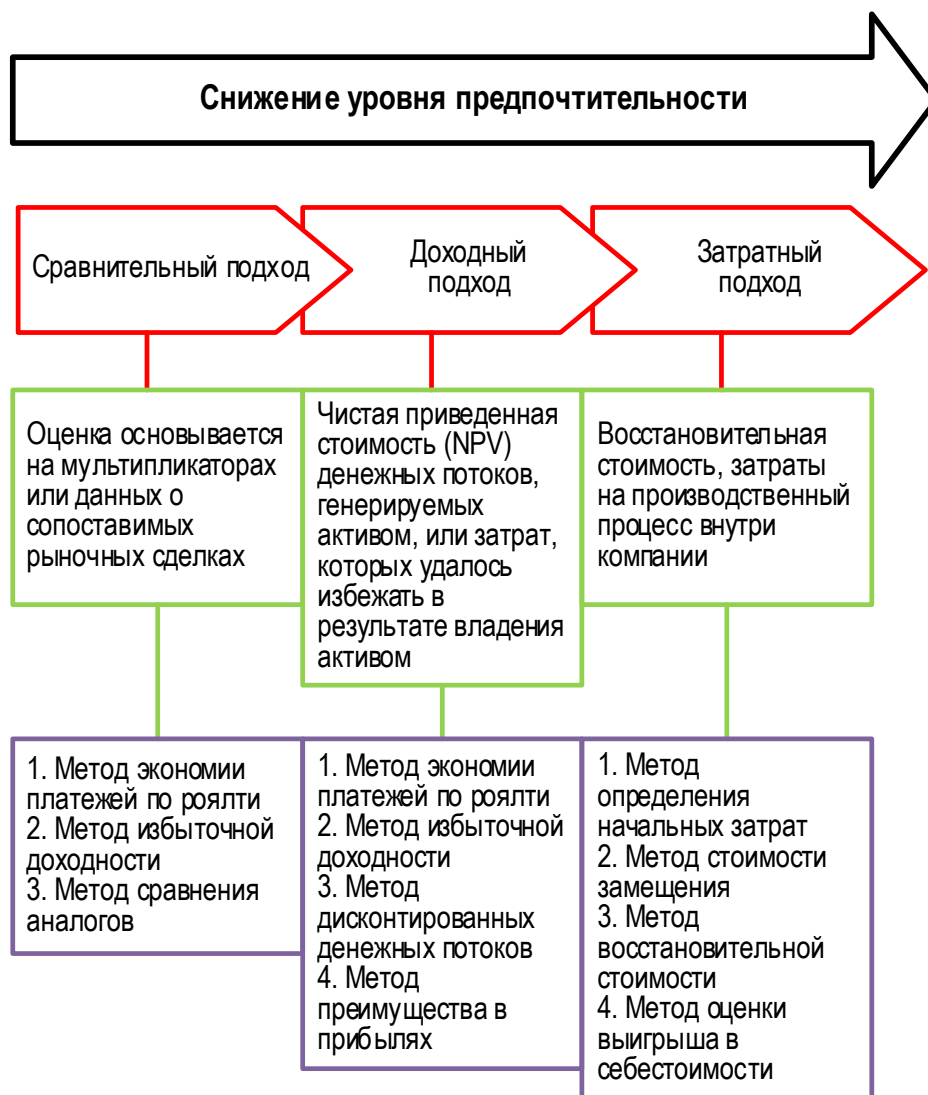 Снижение уровня предпочтительности
Сравнительный подход
Доходный
подход
Затратный
подход
Оценка основывается
на мультипликаторах
или данных о
сопоставимых
рыночных сделках
Чистая приведенная
стоимость (NPV)
денежных потоков,
генерируемых
активом, или затрат,
которых удалось
избежать в
результате владения
активом
Восстановительная
стоимость, затраты
на производственный
процесс внутри
компании
1. Метод экономии
платежей по роялти
2. Метод избыточной
доходности
3. Метод сравнения
аналогов
1. Метод экономии
платежей по роялти
2. Метод избыточной
доходности
3. Метод
дисконтированных
денежных потоков
4. Метод
преимущества в
прибылях
1. Метод
определения
начальных затрат
2. Метод стоимости
замещения
3. Метод
восстановительной
стоимости
4. Метод оценки
выигрыша в
себестоимости